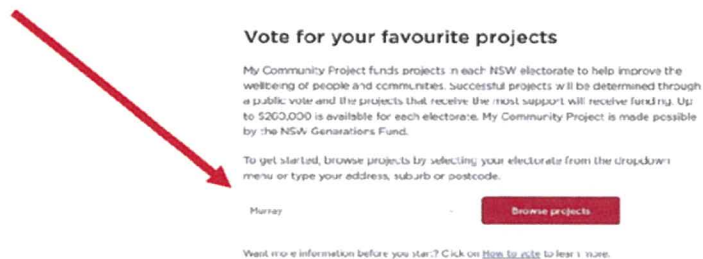 Vote for your favourite projects
My Community Project funds projects in each NSW electorate to help improve the
wellbeing of people and communities. Successful projects will be determined through
a public vote and the projects that receive the most support will receive funding. Up
to $260,000 is available for each electorate. My Community Project is made possible
by the NSW Generations Fund.
To get started, browse projects by selecting your electorate from the dropdown
menu or type your address, suburb or postcode.
Murray
Browse projects
Want more information before you start? Click on How to vote to learn more.